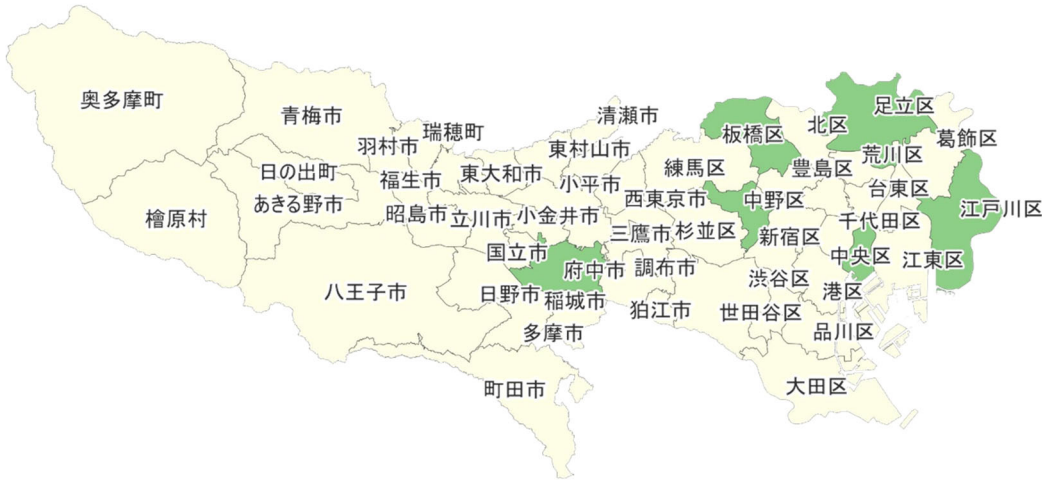 奥多摩町
青梅市
瑞穂町
羽村市
清瀬市
東村山市
日の出町
福生市
東大和市
小平市
あきる野市
檜原村
昭島市
立川市
小金井市
西東京市
練馬区
板橋区
北区
足立区
葛飾区
荒川区
豊島区
台東区
中野区
江戸川区
千代田区
新宿区
杉並区
三鷹市
国立市
府中市
調布市
中央区
江東区
渋谷区
港区
八王子市
日野市
稲城市
狛江市
世田谷区
品川区
多摩市
町田市
大田区